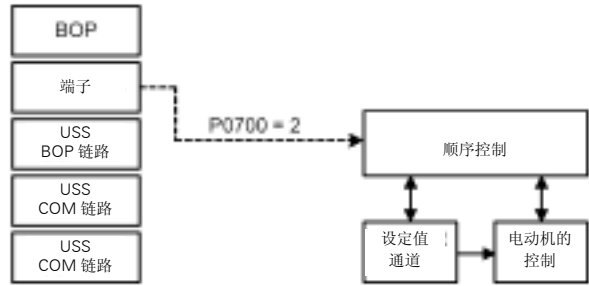 BOP
端子
USS
BOP 链路
USS
COM 链路
USS
COM 链路
P0700 = 2
顺序控制
设定值
通道
电动机的
控制